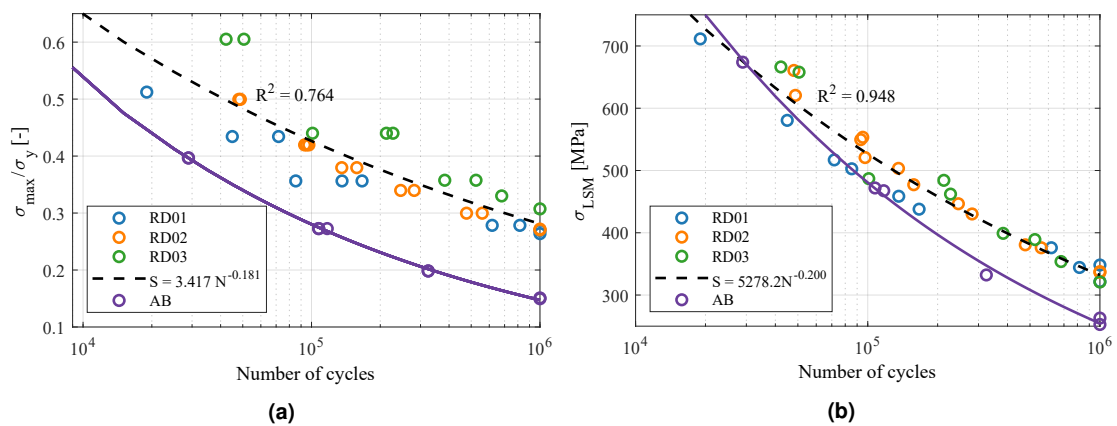 0.6
0.5
0.4
0.3
0.2
0.1
σmax/σy [-]
R² = 0.764
RD01
RD02
RD03
S = 3.417 N^-0.181
AB
10^4
10^5
10^6
Number of cycles
(a)
700
600
500
400
300
σLSM [MPa]
R² = 0.948
RD01
RD02
RD03
S = 5278.2N^-0.200
AB
10^4
10^5
10^6
Number of cycles
(b)